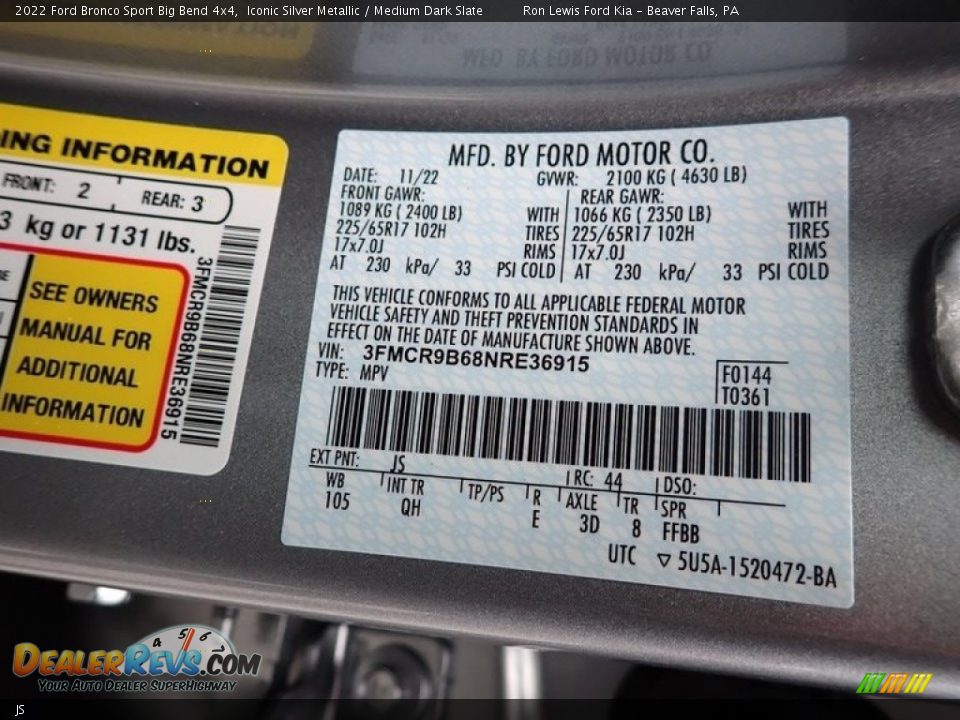 2022 Ford Bronco Sport Big Bend 4x4, Iconic Silver Metallic / Medium Dark Slate Ron Lewis Ford Kia - Beaver Falls, PA
ING INFORMATION
FRONT: 2 REAR: 3
3 kg or 1131 lbs.
SEE OWNERS
MANUAL FOR
ADDITIONAL
INFORMATION
3FMCR9B68NRE36915
MFD. BY FORD MOTOR CO.
DATE: 11/22 GVWR: 2100 KG ( 4630 LB)
FRONT GAWR: REAR GAWR:
1089 KG ( 2400 LB) WITH 1066 KG ( 2350 LB) WITH
225/65R17 102H TIRES 225/65R17 102H TIRES
17x7.0J RIMS 17x7.0J RIMS
AT 230 kPa/ 33 PSI COLD AT 230 kPa/ 33 PSI COLD
THIS VEHICLE CONFORMS TO ALL APPLICABLE FEDERAL MOTOR
VEHICLE SAFETY AND THEFT PREVENTION STANDARDS IN
EFFECT ON THE DATE OF MANUFACTURE SHOWN ABOVE.
VIN: 3FMCR9B68NRE36915
TYPE: MPV
F0144
T0361
EXT PNT: JS RC: 44 DSO:
WB INT TR TP/PS R AXLE TR SPR
105 QH E 3D 8 FFBB
UTC ▽ 5U5A-1520472-BA
DEALERREVS.COM
YOUR AUTO DEALER SUPERHIGHWAY
4 5 6
JS